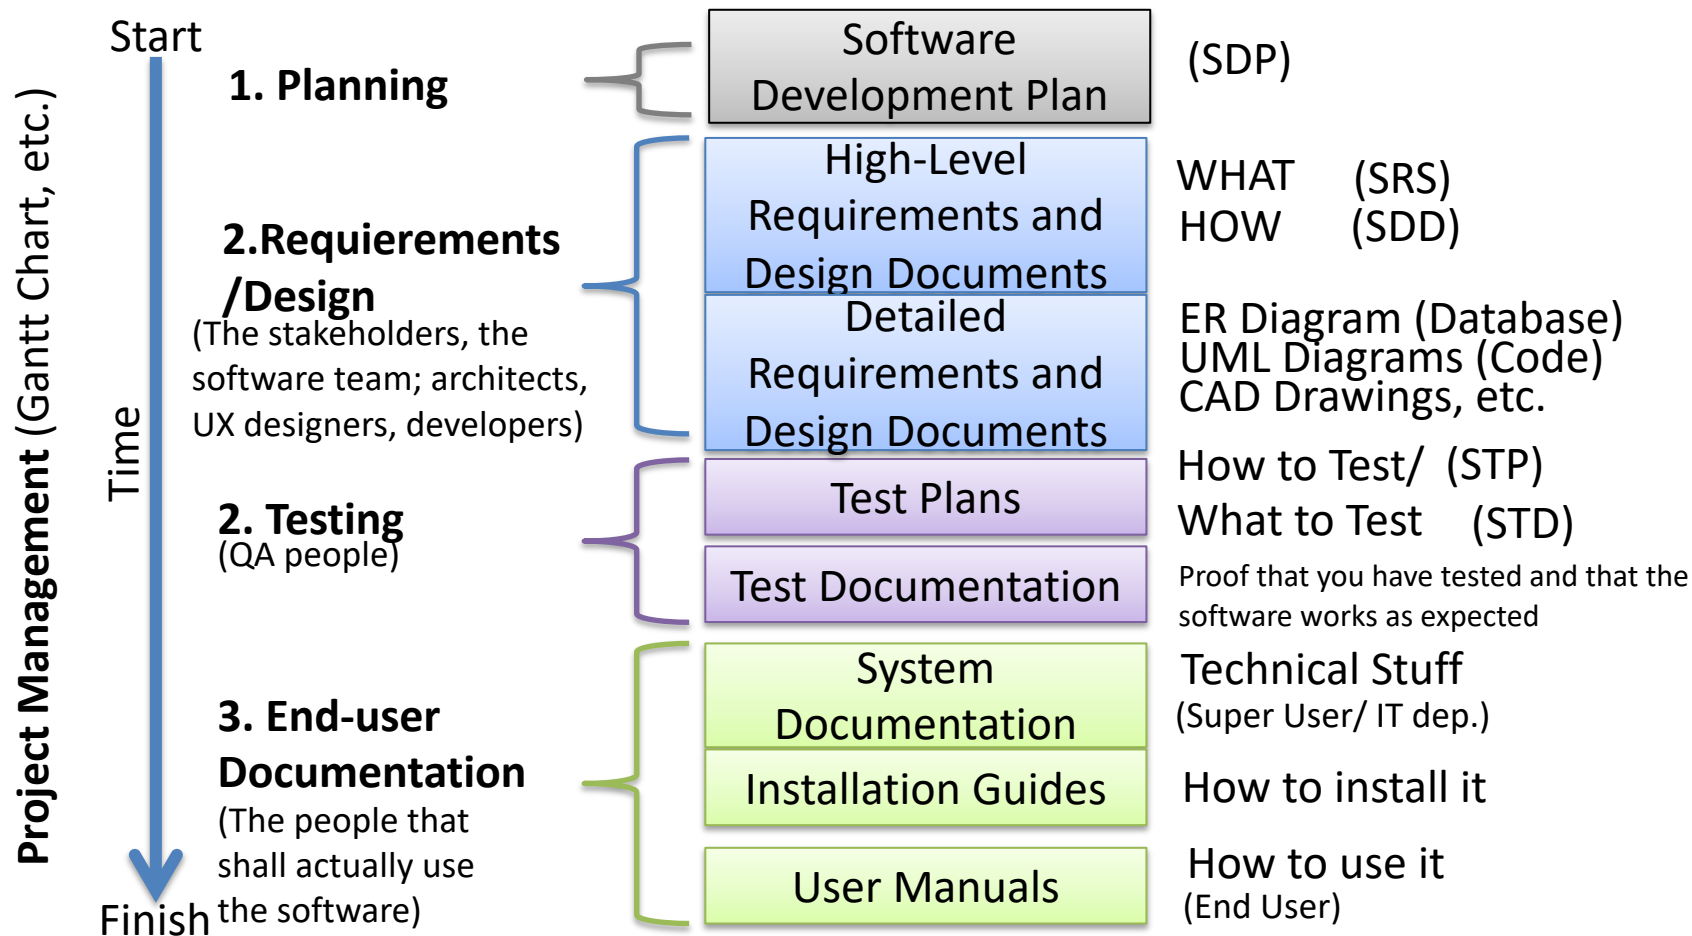 Project Management (Gantt Chart, etc.)
Start
Time
Finish
1. Planning
Software
Development Plan
(SDP)
2.Requierements
/Design
(The stakeholders, the
software team; architects,
UX designers, developers)
High-Level
Requirements and
Design Documents
WHAT (SRS)
HOW (SDD)
Detailed
Requirements and
Design Documents
ER Diagram (Database)
UML Diagrams (Code)
CAD Drawings, etc.
2. Testing
(QA people)
Test Plans
How to Test/ (STP)
What to Test (STD)
Test Documentation
Proof that you have tested and that the
software works as expected
3. End-user
Documentation
(The people that
shall actually use
the software)
System
Documentation
Technical Stuff
(Super User/ IT dep.)
Installation Guides
How to install it
User Manuals
How to use it
(End User)